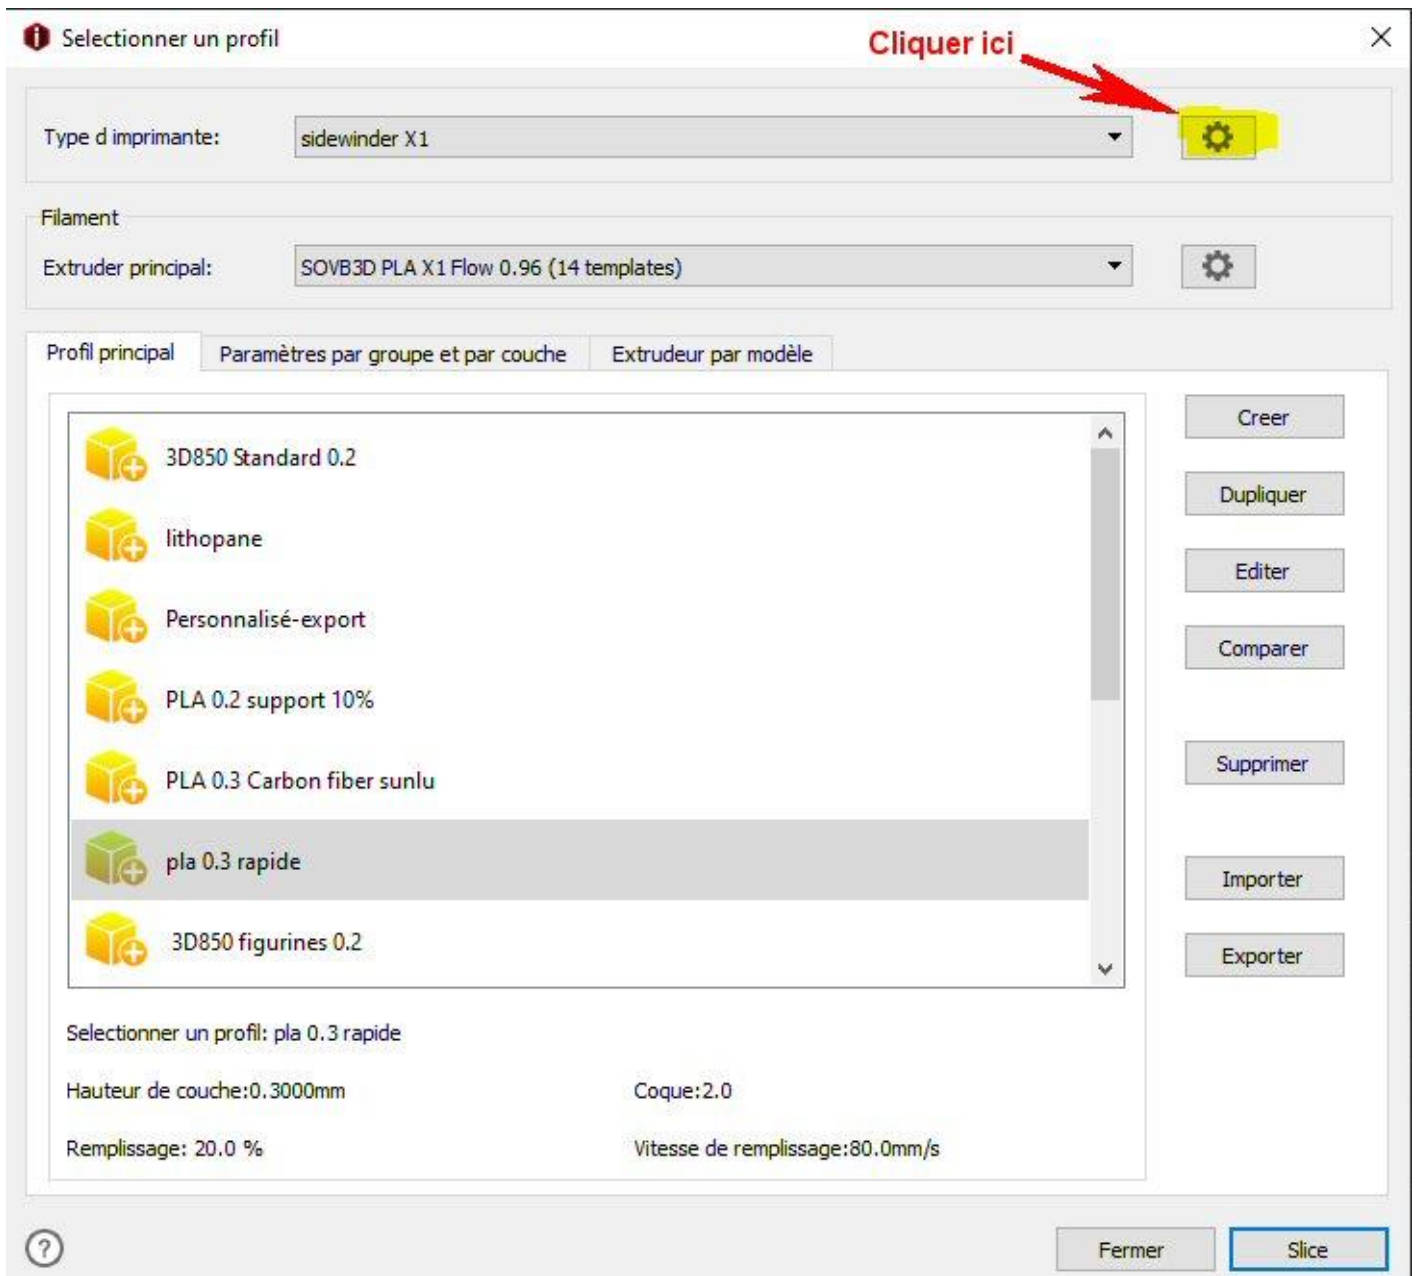 Selectionner un profil
Cliquer ici
Type d imprimante:
sidewinder X1
Filament
Extruder principal:
SOVB3D PLA X1 Flow 0.96 (14 templates)
Profil principal
Paramètres par groupe et par couche
Extrudeur par modèle
3D850 Standard 0.2
lithopane
Personnalisé-export
PLA 0.2 support 10%
PLA 0.3 Carbon fiber sunlu
pla 0.3 rapide
3D850 figurines 0.2
Creer
Dupliquer
Editer
Comparer
Supprimer
Importer
Exporter
Selectionner un profil: pla 0.3 rapide
Hauteur de couche:0.3000mm
Coque:2.0
Remplissage: 20.0 %
Vitesse de remplissage:80.0mm/s
?
Fermer
Slice